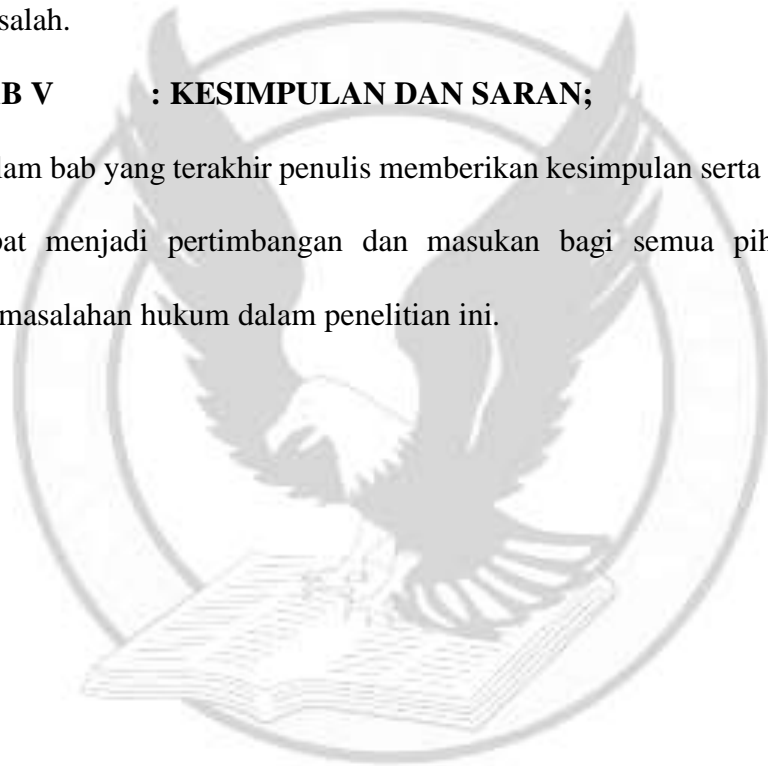 salah.
B V : KESIMPULAN DAN SARAN;
lam bab yang terakhir penulis memberikan kesimpulan serta
pat menjadi pertimbangan dan masukan bagi semua pih
masalahan hukum dalam penelitian ini.